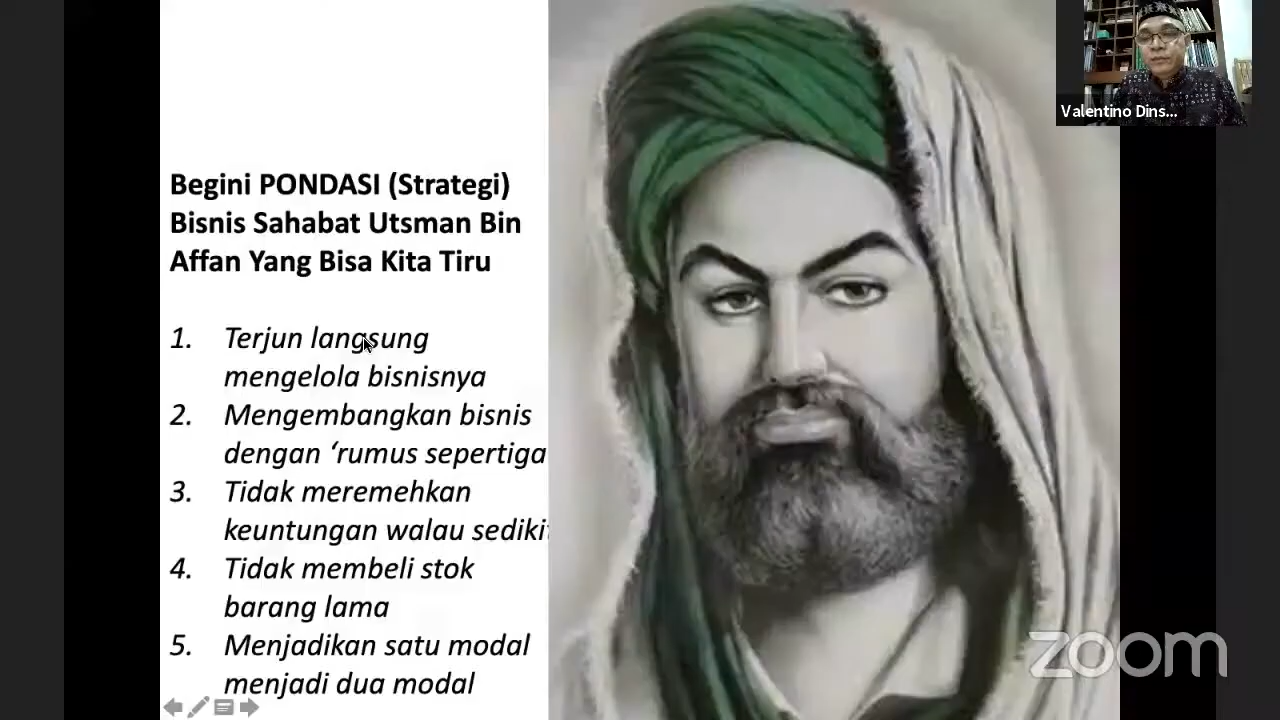 Begini PONDASI (Strategi)
Bisnis Sahabat Utsman Bin
Affan Yang Bisa Kita Tiru
1. Terjun langsung
mengelola bisnisnya
2. Mengembangkan bisnis
dengan ‘rumus sepertiga
3. Tidak meremehkan
keuntungan walau sedikit
4. Tidak membeli stok
barang lama
5. Menjadikan satu modal
menjadi dua modal
Valentino Dins...
zoom